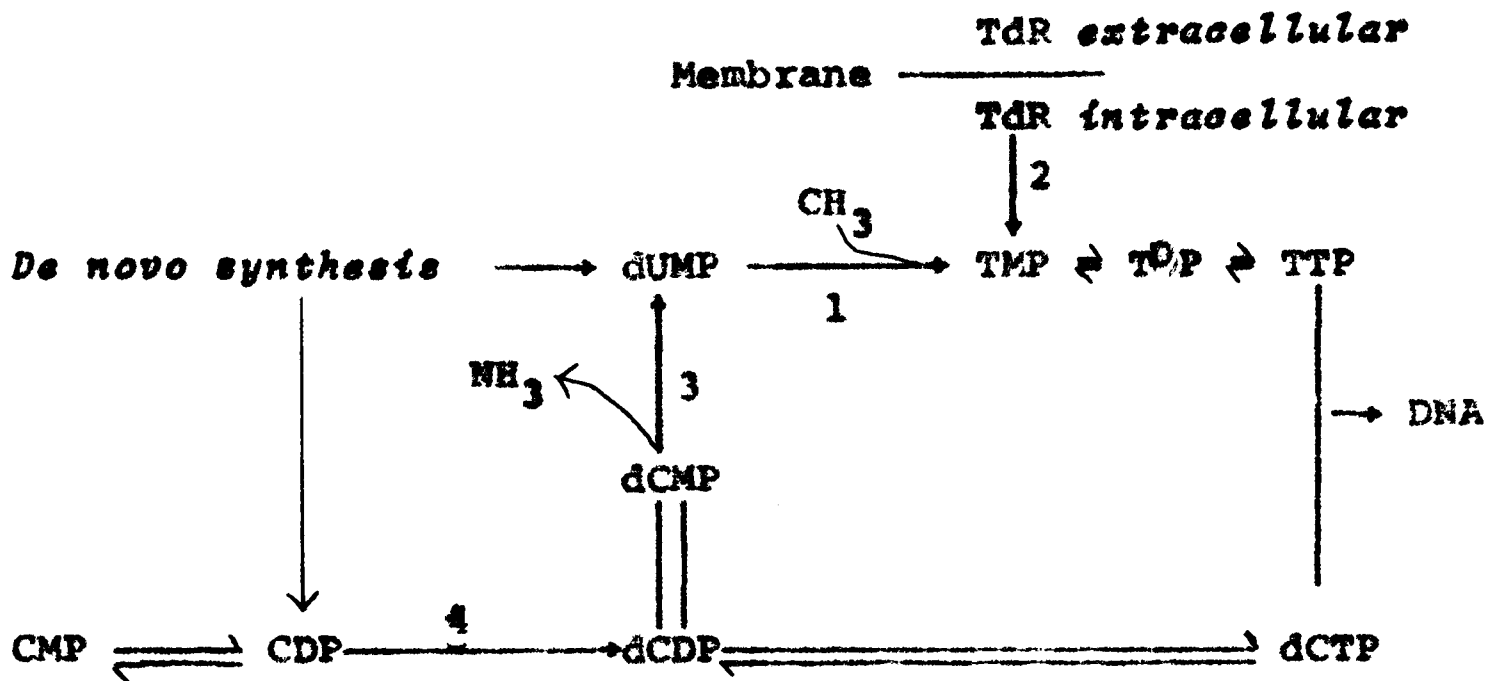 TdR extracellular
Membrane
TdR intracellular
2
CH3
De novo synthesis dUMP TMP TDP TTP
1
NH3 3
DNA
dCMP
4
CMP CDP dCDP dCTP